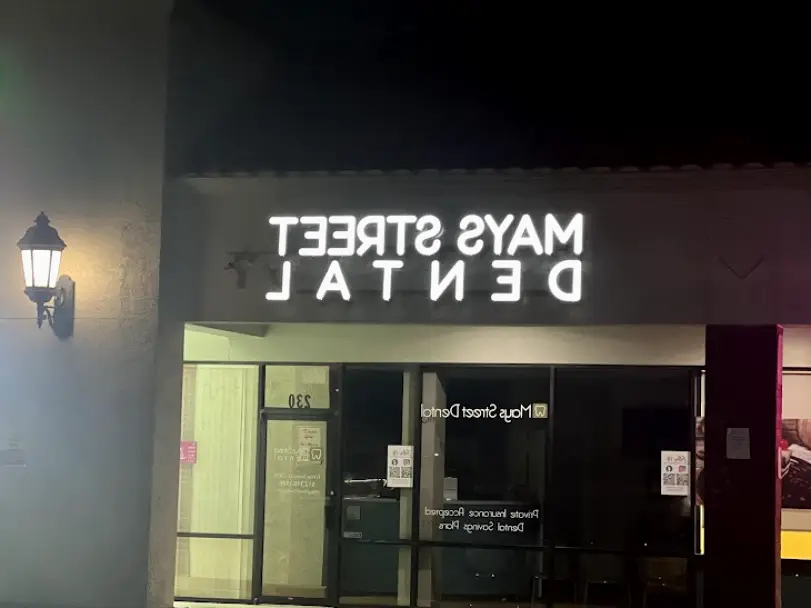 MAYS STREET
DENTAL
230
Mays Street Dental
Private Insurance Accepted
Dental Savings Plans